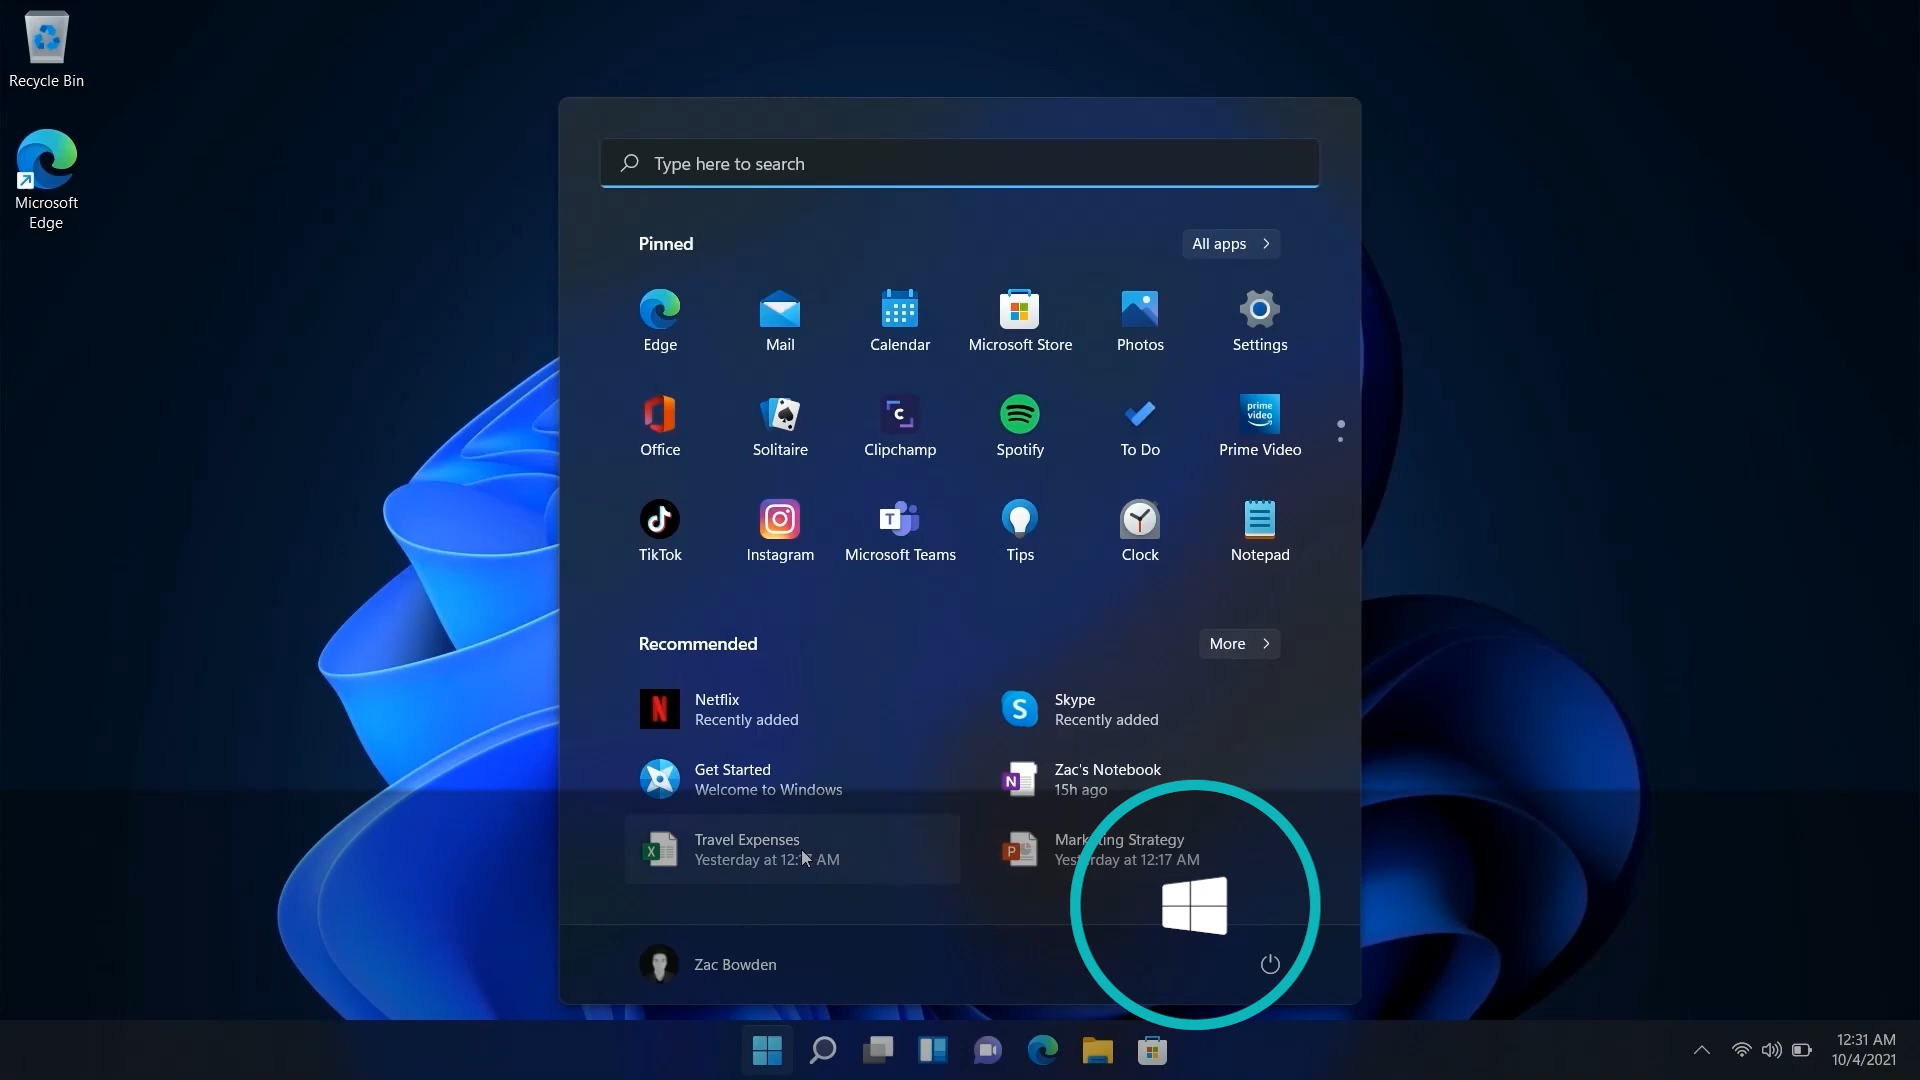 Recycle Bin
Microsoft
Edge
Type here to search
Pinned
All apps
Edge
Mail
Calendar
Microsoft Store
Photos
Settings
Office
Solitaire
Clipchamp
Spotify
To Do
prime
video
Prime Video
TikTok
Instagram
Microsoft Teams
Tips
Clock
Notepad
Recommended
More
Netflix
Recently added
Skype
Recently added
Get Started
Welcome to Windows
Zac's Notebook
15h ago
Travel Expenses
Yesterday at AM
Marketing Strategy
Yesterday at 12:17 AM
Zac Bowden
12:31 AM
10/4/2021